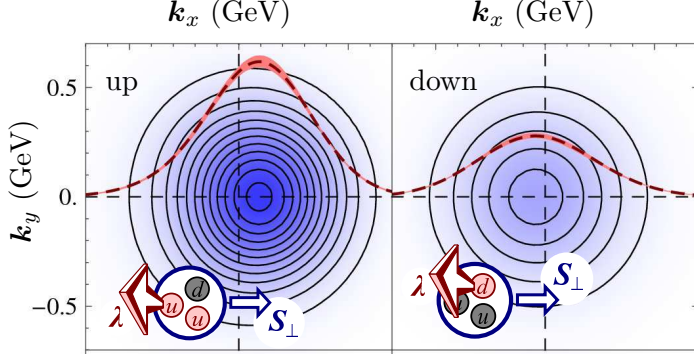 k_x (GeV) k_x (GeV)
up down
k_y (GeV)
0.5
0.
−0.5
λ u d u S⊥
λ d u S⊥